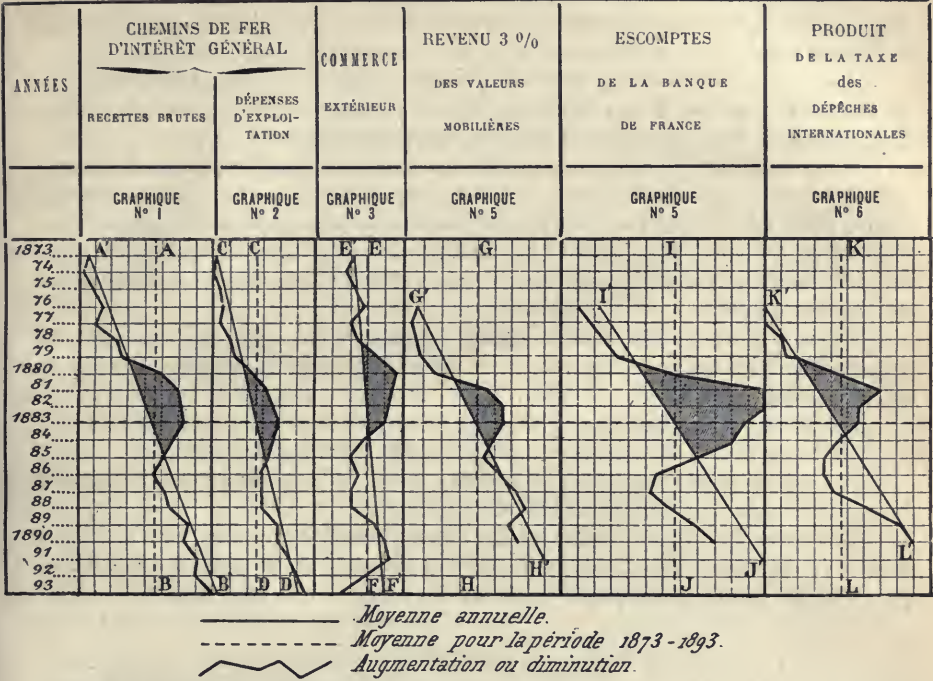 ANNÉES
CHEMINS DE FER
D'INTÉRÊT GÉNÉRAL
RECETTES BRUTES
DÉPENSES
D'EXPLOI-
TATION
COMMERCE
EXTÉRIEUR
REVENU 3 %
DES VALEURS
MOBILIÈRES
ESCOMPTES
DE LA BANQUE
DE FRANCE
PRODUIT
DE LA TAXE
des
DÉPÊCHES
INTERNATIONALES
GRAPHIQUE
N° 1
GRAPHIQUE
N° 2
GRAPHIQUE
N° 3
GRAPHIQUE
N° 5
GRAPHIQUE
N° 5
GRAPHIQUE
N° 6
1873
74
75
76
77
78
79
1880
81
82
1883
84
85
86
87
88
89
1890
91
92
93
A' A C' C E' E G I K
G' I' K'
H' J' L'
B B' D D' F F' H J L
Moyenne annuelle.
Moyenne pour la période 1873-1893.
Augmentation ou diminution.